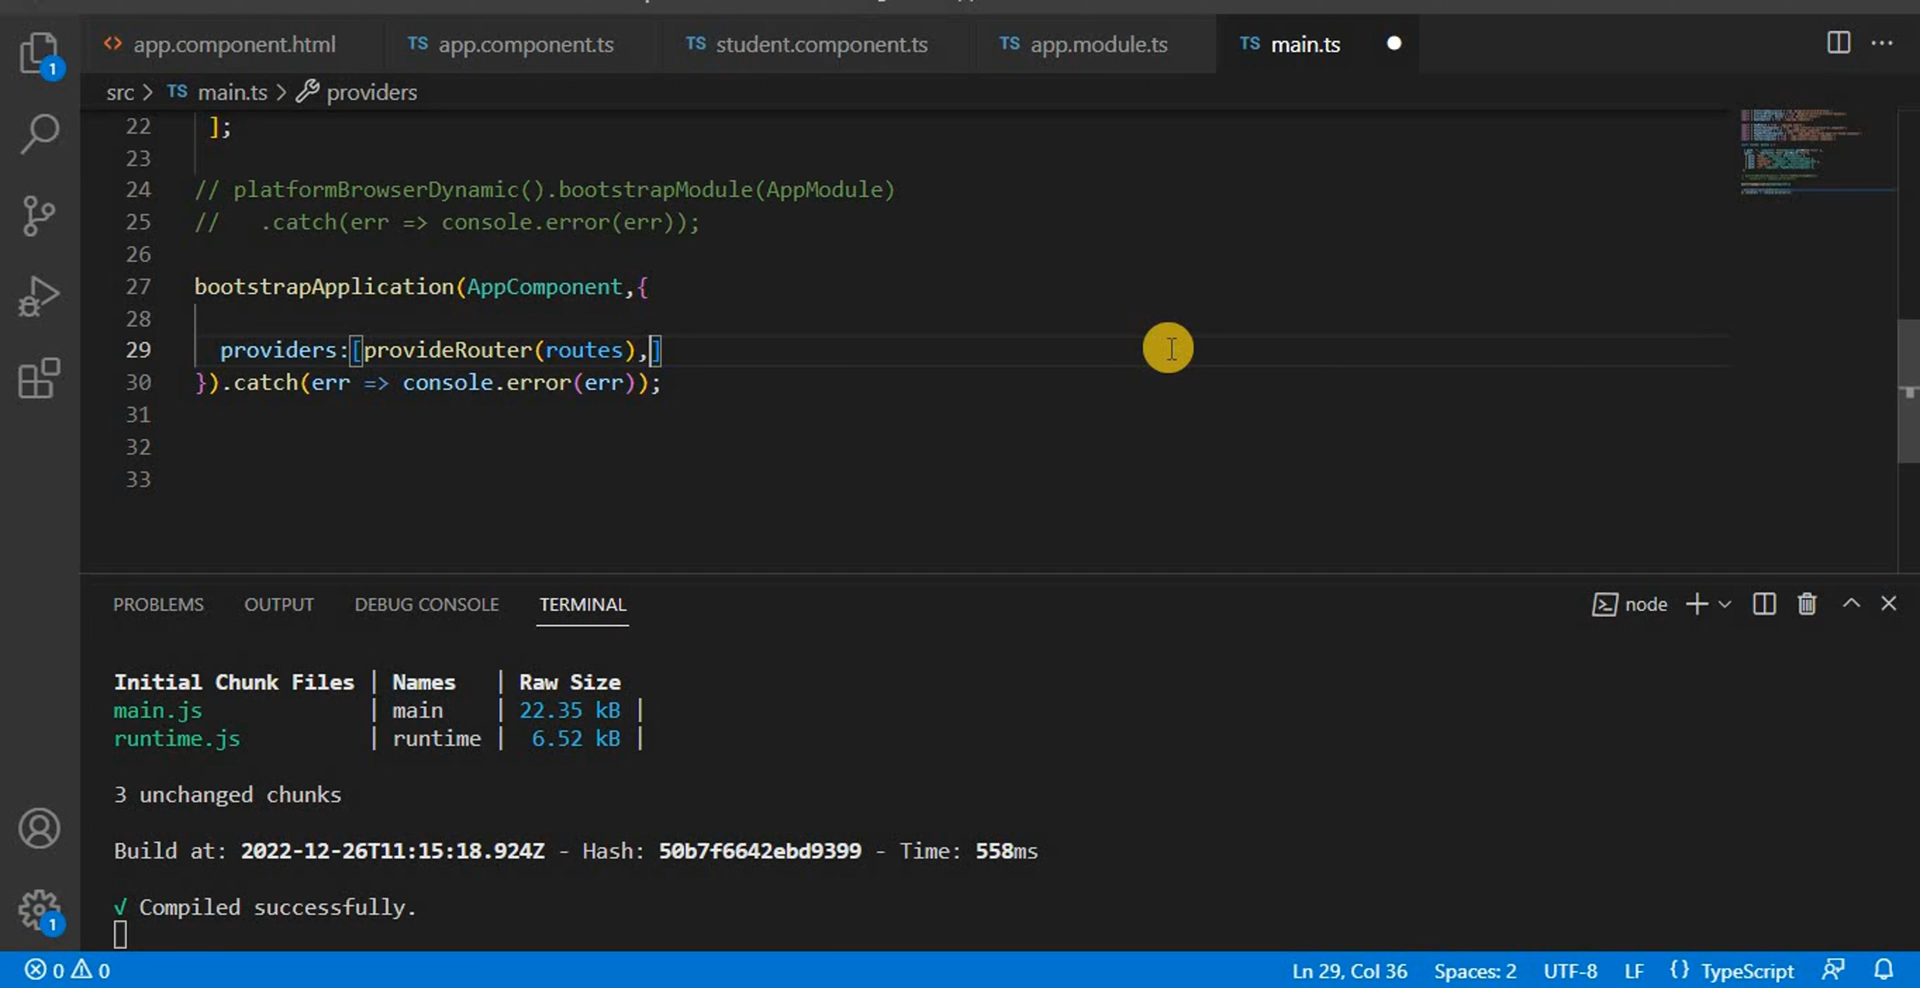 1
<> app.component.html TS app.component.ts TS student.component.ts TS app.module.ts TS main.ts
src > TS main.ts > providers
22 ];
23
24 // platformBrowserDynamic().bootstrapModule(AppModule)
25 //   .catch(err => console.error(err));
26
27 bootstrapApplication(AppComponent,{
28
29   providers:[provideRouter(routes),]
30 }).catch(err => console.error(err));
31
32
33
PROBLEMS OUTPUT DEBUG CONSOLE TERMINAL node
Initial Chunk Files | Names | Raw Size
main.js | main | 22.35 kB |
runtime.js | runtime | 6.52 kB |
3 unchanged chunks
Build at: 2022-12-26T11:15:18.924Z - Hash: 50b7f6642ebd9399 - Time: 558ms
√ Compiled successfully.
1
0 0 Ln 29, Col 36 Spaces: 2 UTF-8 LF {} TypeScript